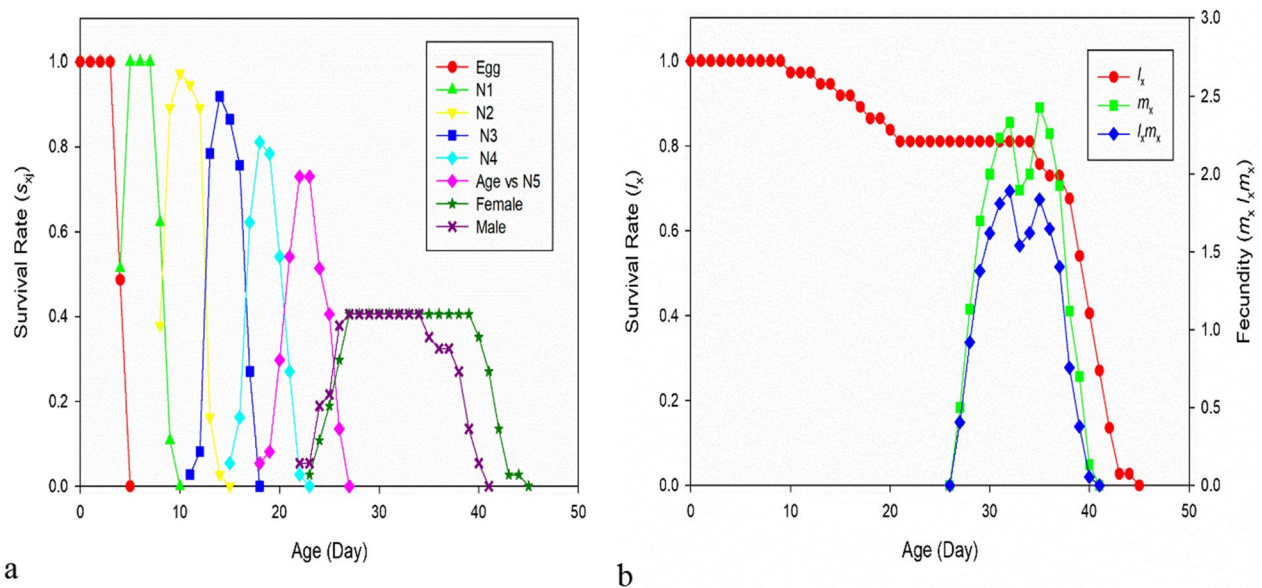 1.0
0.8
0.6
0.4
0.2
0.0
Survival Rate (sxj)
0 10 20 30 40 50
Age (Day)
Egg
N1
N2
N3
N4
Age vs N5
Female
Male
a
1.0
0.8
0.6
0.4
0.2
0.0
Survival Rate (lx)
0 10 20 30 40 50
Age (Day)
lx
mx
lxmx
3.0
2.5
2.0
1.5
1.0
0.5
0.0
Fecundity (mx lxmx)
b